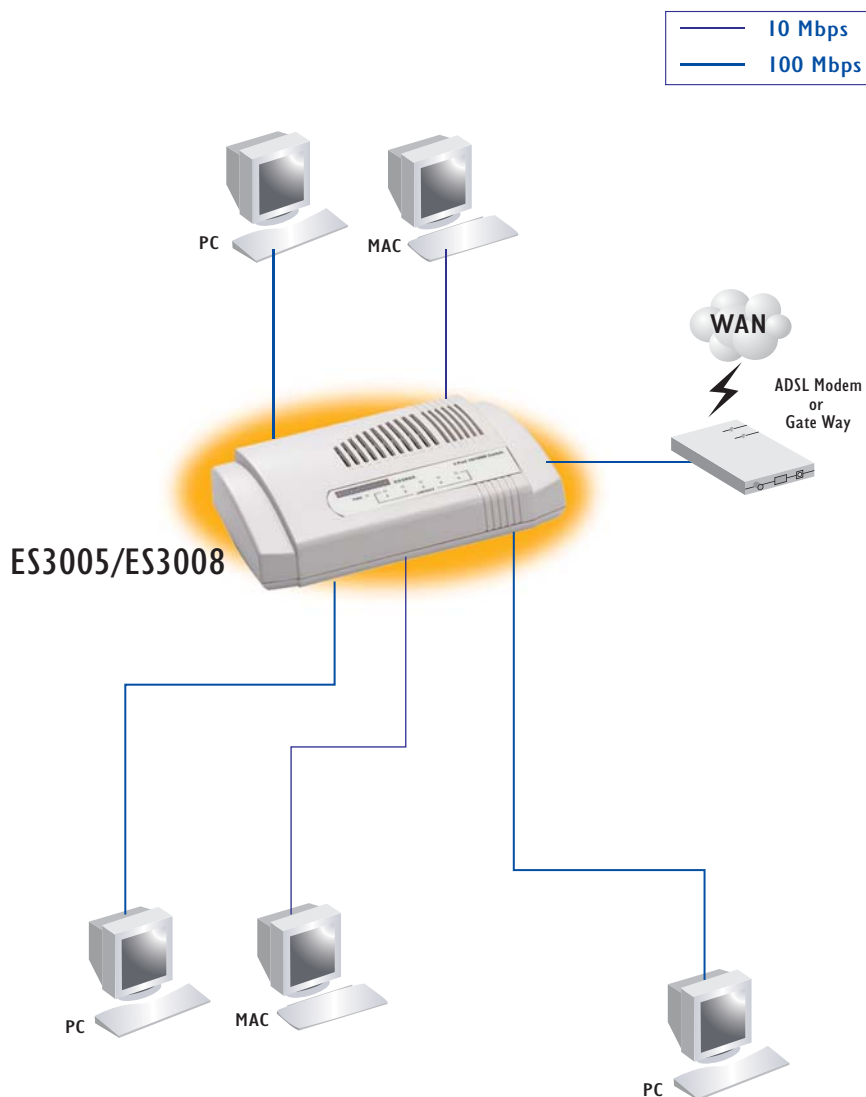 10 Mbps
100 Mbps
PC
MAC
WAN
ADSL Modem
or
Gate Way
ES3005/ES3008
PC
MAC
PC